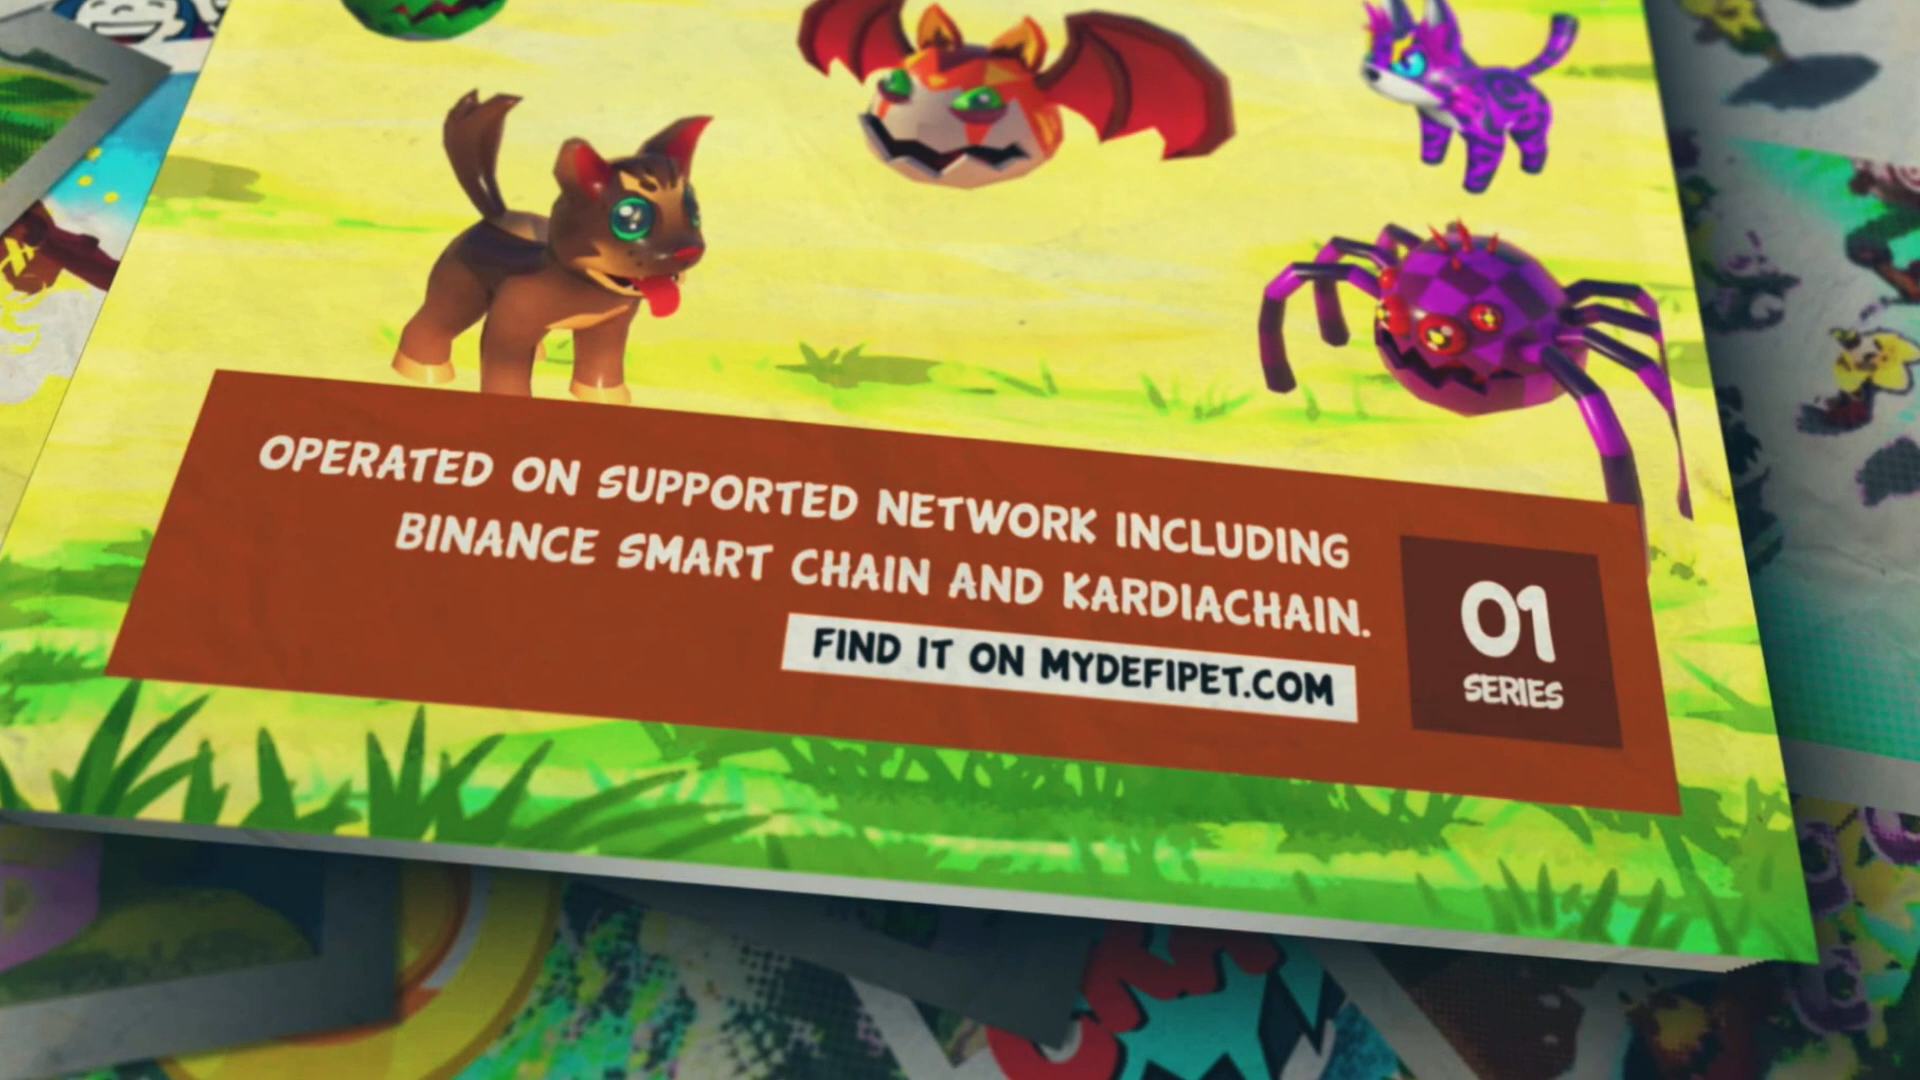 OPERATED ON SUPPORTED NETWORK INCLUDING
BINANCE SMART CHAIN AND KARDIACHAIN.
FIND IT ON MYDEFIPET.COM
01
SERIES